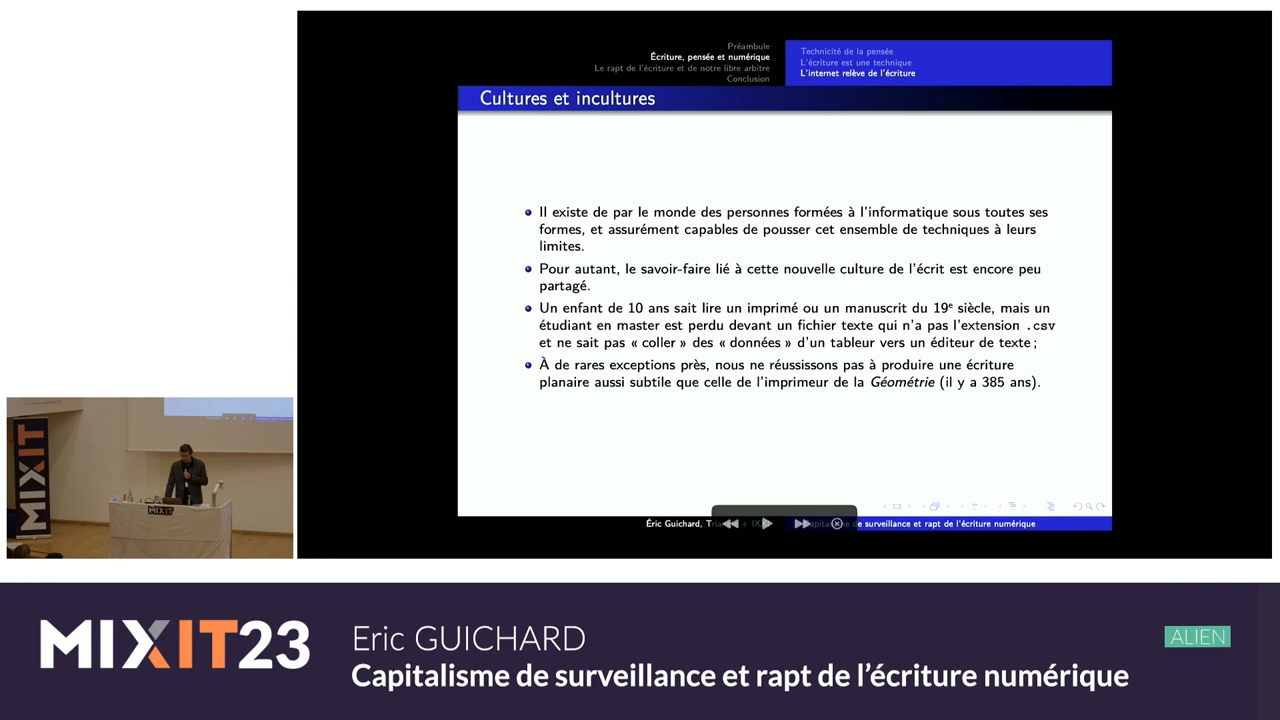 Préambule
Écriture, pensée et numérique
Le rapt de l'écriture et de notre libre arbitre
Conclusion
Technicité de la pensée
L'écriture est une technique
L'internet relève de l'écriture
Cultures et incultures
Il existe de par le monde des personnes formées à l'informatique sous toutes ses
formes, et assurément capables de pousser cet ensemble de techniques à leurs
limites.
Pour autant, le savoir-faire lié à cette nouvelle culture de l'écrit est encore peu
partagé.
Un enfant de 10 ans sait lire un imprimé ou un manuscrit du 19e siècle, mais un
étudiant en master est perdu devant un fichier texte qui n'a pas l'extension .csv
et ne sait pas « coller » des « données » d'un tableur vers un éditeur de texte ;
À de rares exceptions près, nous ne réussissons pas à produire une écriture
planaire aussi subtile que celle de l'imprimeur de la Géométrie (il y a 385 ans).
Éric Guichard,
de surveillance et rapt de l'écriture numérique
MIXIT
MIXIT
MIXIT23
Eric GUICHARD
ALIEN
Capitalisme de surveillance et rapt de l'écriture numérique